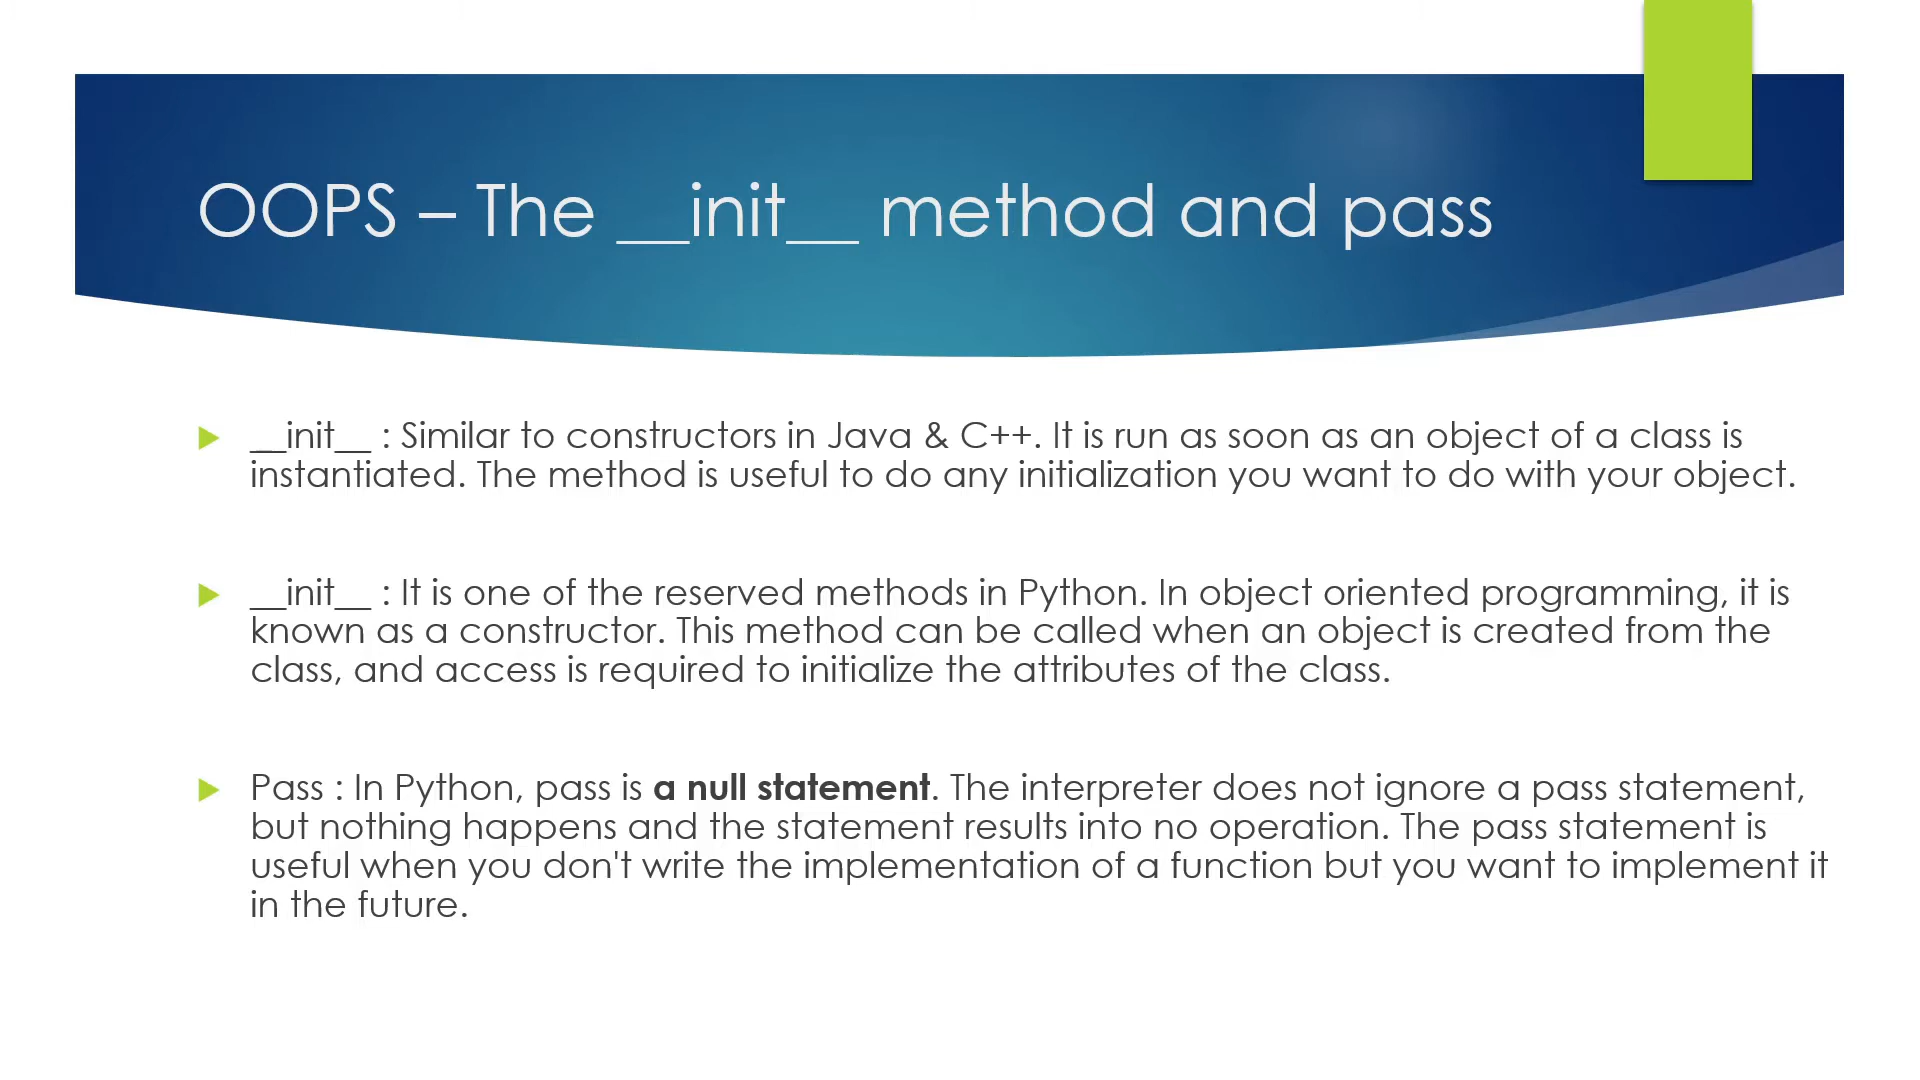 OOPS – The __init__ method and pass
__init__ : Similar to constructors in Java & C++. It is run as soon as an object of a class is
instantiated. The method is useful to do any initialization you want to do with your object.
__init__ : It is one of the reserved methods in Python. In object oriented programming, it is
known as a constructor. This method can be called when an object is created from the
class, and access is required to initialize the attributes of the class.
Pass : In Python, pass is a null statement. The interpreter does not ignore a pass statement,
but nothing happens and the statement results into no operation. The pass statement is
useful when you don't write the implementation of a function but you want to implement it
in the future.